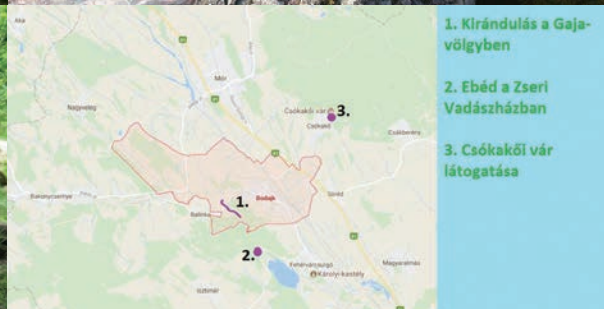 1. Kirándulás a Gaja-
völgyben
2. Ebéd a Zseri
Vadászházban
3. Csókakői vár
látogatása
Mór
Nagyveleg
Csókakői vár
3.
Csókakő
Csákberény
Bakonycsernye
Balinka
1.
Bodajk
Söréd
2.
Fehérvárcsurgó
Károlyi-kastély
Magyaralmás
Isztimér